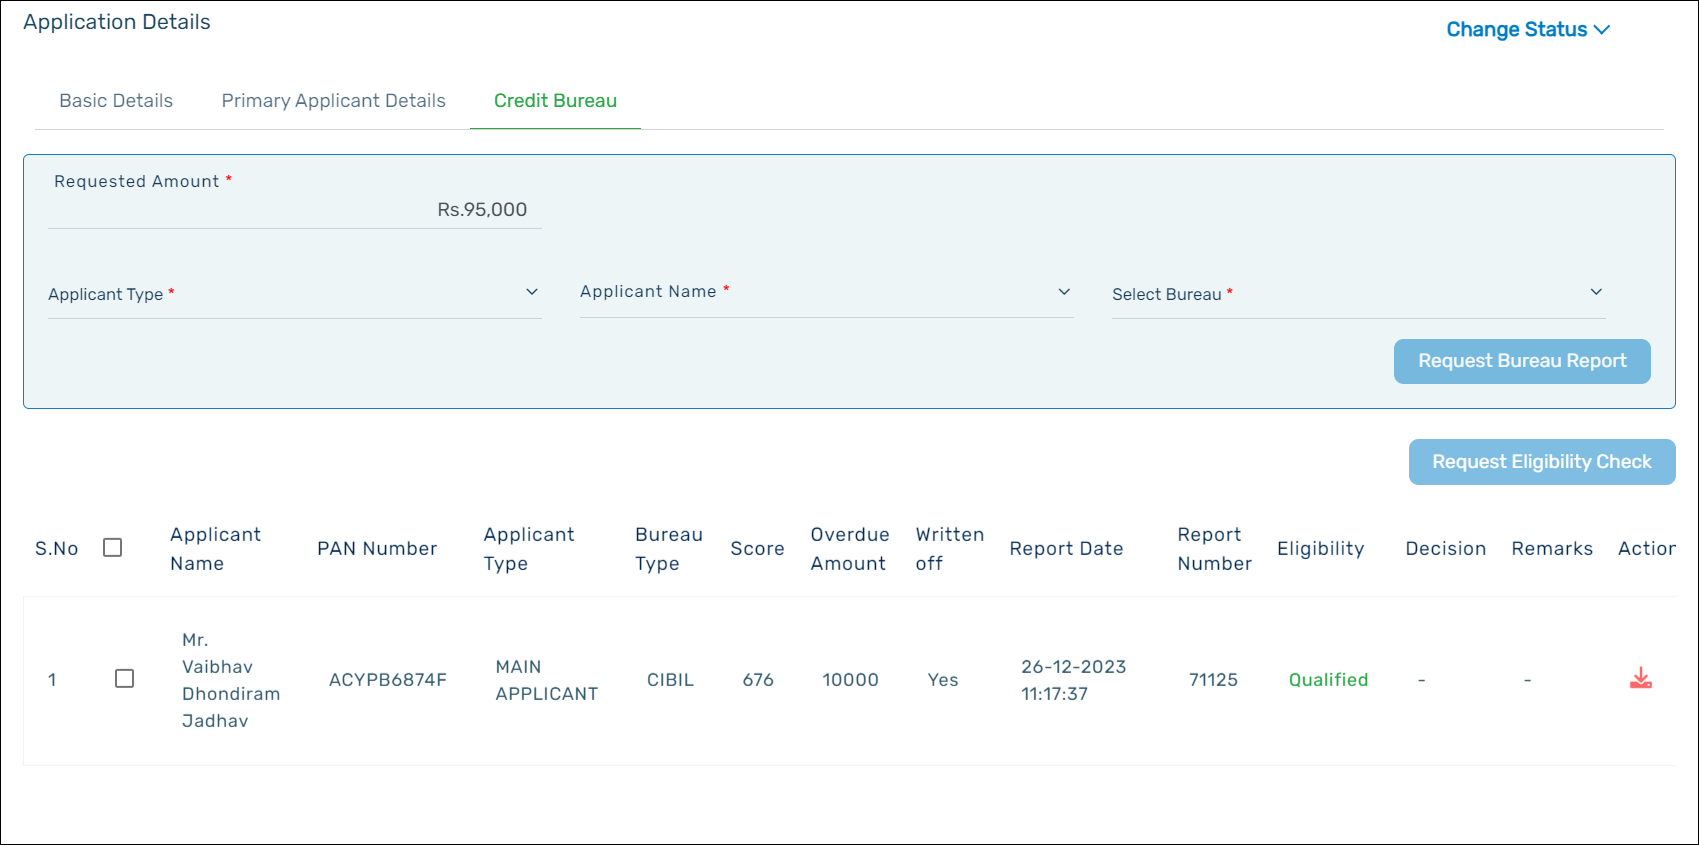 Application Details
Change Status
Basic Details Primary Applicant Details Credit Bureau
Requested Amount *
Rs.95,000
Applicant Type * Applicant Name * Select Bureau *
Request Bureau Report
Request Eligibility Check
S.No Applicant Name PAN Number Applicant Type Bureau Type Score Overdue Amount Written off Report Date Report Number Eligibility Decision Remarks Action
1 Mr. Vaibhav Dhondiram Jadhav ACYPB6874F MAIN APPLICANT CIBIL 676 10000 Yes 26-12-2023 11:17:37 71125 Qualified - -